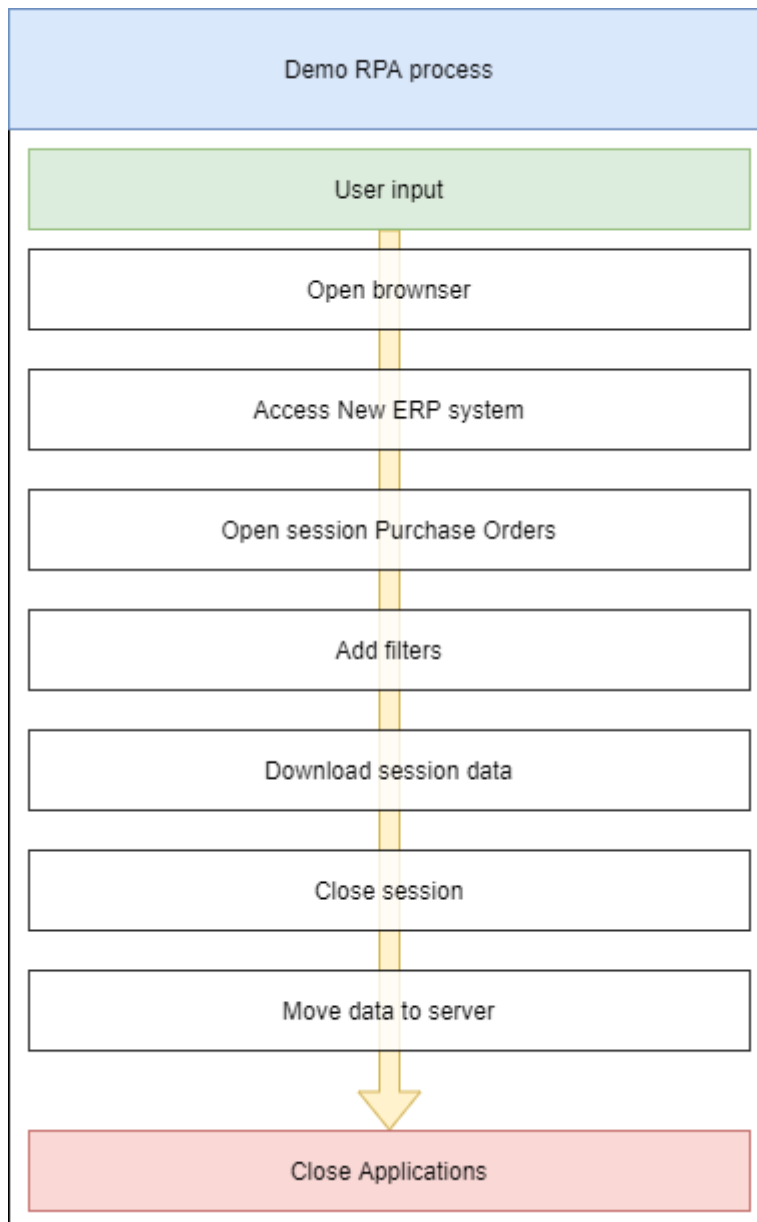 Demo RPA process
User input
Open brownser
Access New ERP system
Open session Purchase Orders
Add filters
Download session data
Close session
Move data to server
Close Applications